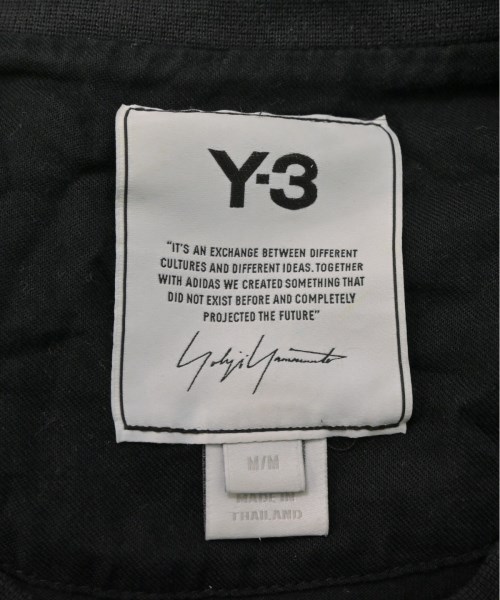 Y-3
"IT'S AN EXCHANGE BETWEEN DIFFERENT
CULTURES AND DIFFERENT IDEAS. TOGETHER
WITH ADIDAS WE CREATED SOMETHING THAT
DID NOT EXIST BEFORE AND COMPLETELY
PROJECTED THE FUTURE"
Yohji Yamamoto
M/M
MADE IN
THAILAND